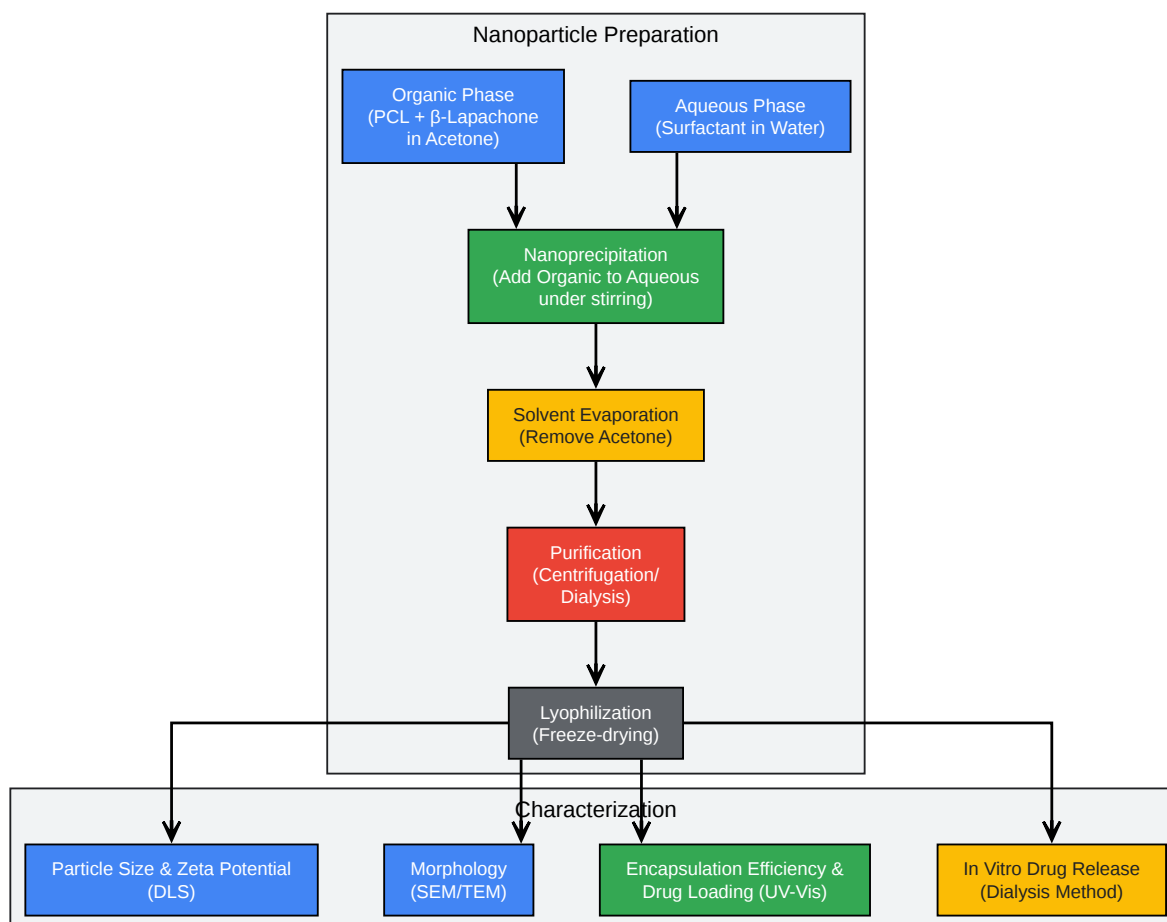 Nanoparticle Preparation
Organic Phase
(PCL + β-Lapachone
in Acetone)
Aqueous Phase
(Surfactant in Water)
Nanoprecipitation
(Add Organic to Aqueous
under stirring)
Solvent Evaporation
(Remove Acetone)
Purification
(Centrifugation/
Dialysis)
Lyophilization
(Freeze-drying)
Characterization
Particle Size & Zeta Potential
(DLS)
Morphology
(SEM/TEM)
Encapsulation Efficiency &
Drug Loading (UV-Vis)
In Vitro Drug Release
(Dialysis Method)